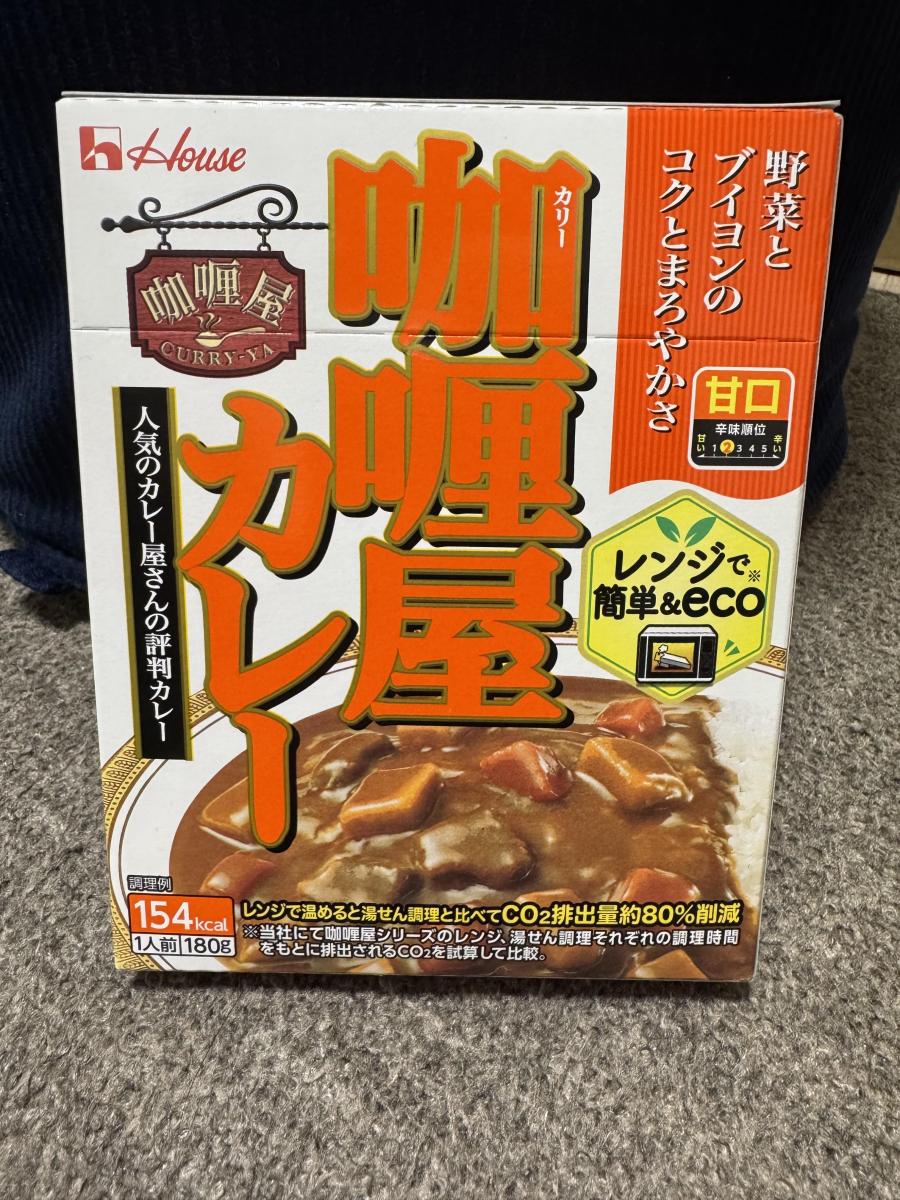 House
咖喱屋
CURRY-YA
カリー
咖喱屋
カレー
野菜と
ブイヨンの
コクとまろやかさ
甘口
辛味順位
甘い 1 2 3 4 5 辛い
人気のカレー屋さんの評判カレー
レンジで※
簡単&eco
調理例
154kcal
1人前 180g
レンジで温めると湯せん調理と比べてCO₂排出量約80%削減
※当社にて咖喱屋シリーズのレンジ、湯せん調理それぞれの調理時間
をもとに排出されるCO₂を試算して比較。